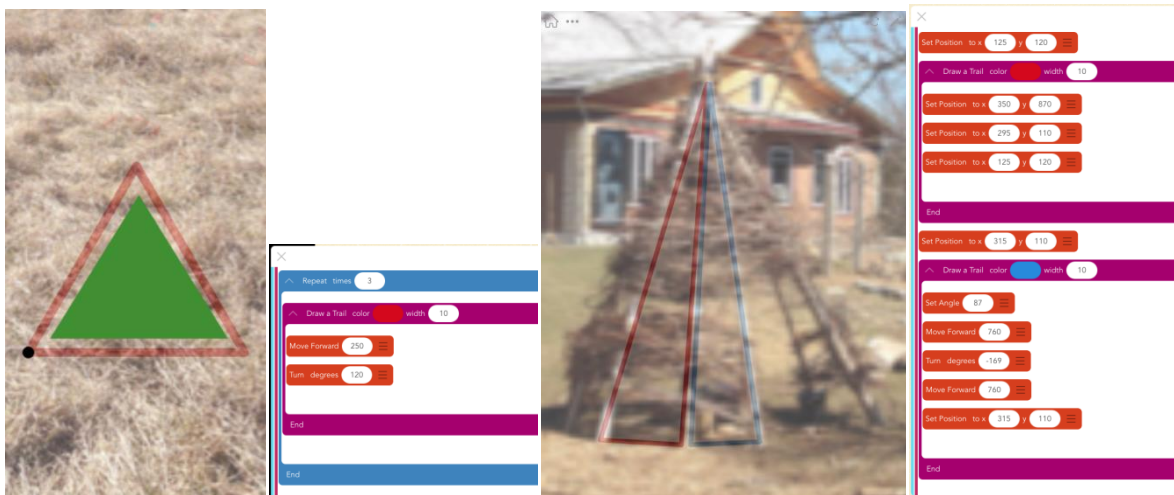 Repeat times 3
Draw a Trail color width 10
Move Forward 250
Turn degrees 120
End
End
Set Position to x 125 y 120
Draw a Trail color width 10
Set Position to x 350 y 870
Set Position to x 295 y 110
Set Position to x 125 y 120
End
Set Position to x 315 y 110
Draw a Trail color width 10
Set Angle 87
Move Forward 760
Turn degrees -169
Move Forward 760
Set Position to x 315 y 110
End